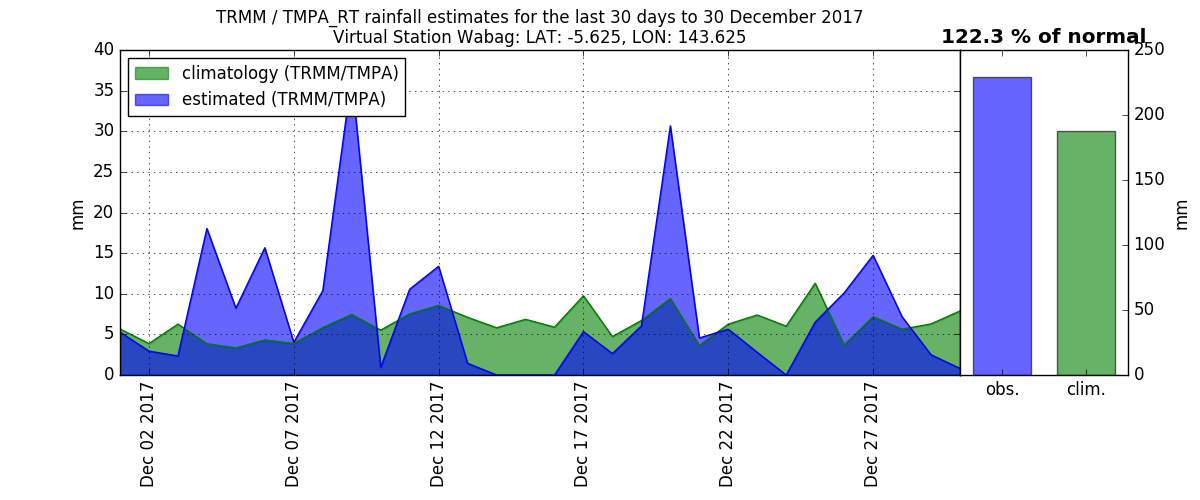 TRMM / TMPA_RT rainfall estimates for the last 30 days to 30 December 2017
Virtual Station Wabag: LAT: -5.625, LON: 143.625
122.3 % of normal
climatology (TRMM/TMPA)
estimated (TRMM/TMPA)
40
35
30
25
20
15
10
5
0
mm
Dec 02 2017
Dec 07 2017
Dec 12 2017
Dec 17 2017
Dec 22 2017
Dec 27 2017
obs.
clim.
250
200
150
100
50
0
mm